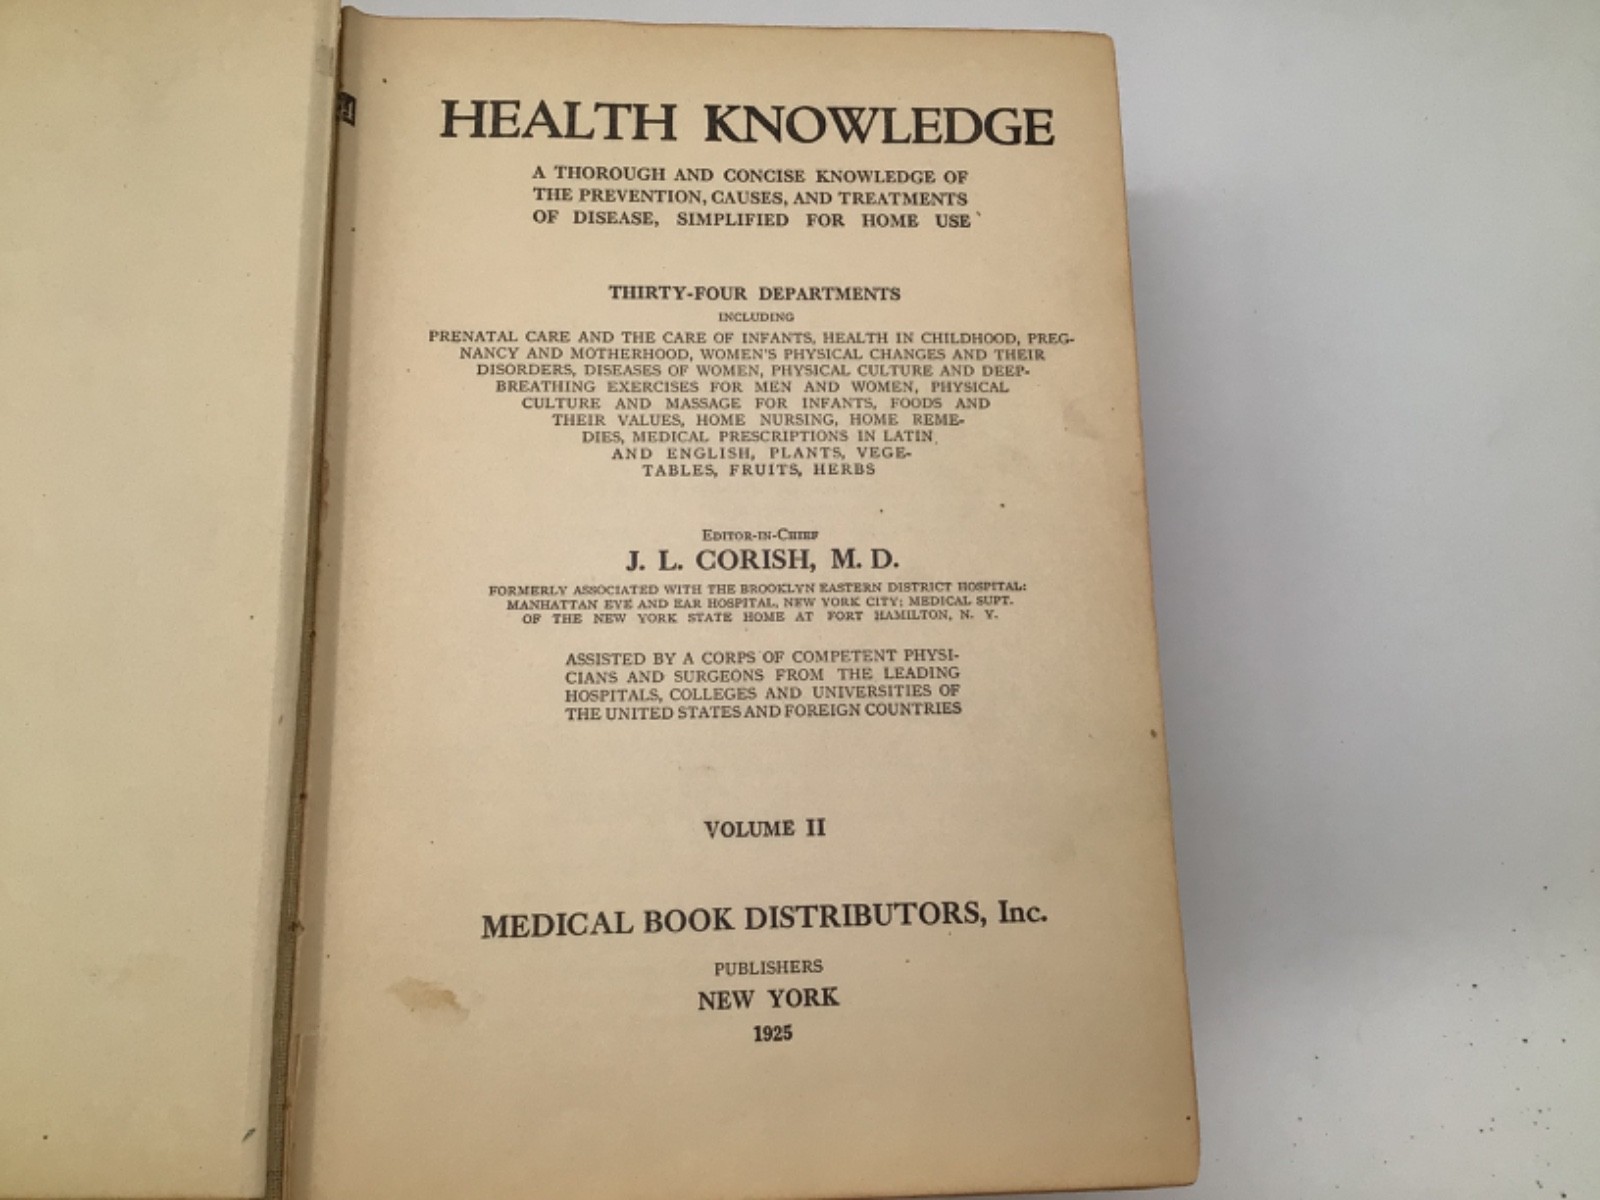 HEALTH KNOWLEDGE
A THOROUGH AND CONCISE KNOWLEDGE OF
THE PREVENTION, CAUSES, AND TREATMENTS
OF DISEASE, SIMPLIFIED FOR HOME USE
THIRTY-FOUR DEPARTMENTS
INCLUDING
PRENATAL CARE AND THE CARE OF INFANTS, HEALTH IN CHILDHOOD, PREG-
NANCY AND MOTHERHOOD, WOMEN'S PHYSICAL CHANGES AND THEIR
DISORDERS, DISEASES OF WOMEN, PHYSICAL CULTURE AND DEEP-
BREATHING EXERCISES FOR MEN AND WOMEN, PHYSICAL
CULTURE AND MASSAGE FOR INFANTS, FOODS AND
THEIR VALUES, HOME NURSING, HOME REME-
DIES, MEDICAL PRESCRIPTIONS IN LATIN
AND ENGLISH, PLANTS, VEGE-
TABLES, FRUITS, HERBS
EDITOR-IN-CHIEF
J. L. CORISH, M. D.
FORMERLY ASSOCIATED WITH THE BROOKLYN EASTERN DISTRICT HOSPITAL:
MANHATTAN EYE AND EAR HOSPITAL, NEW YORK CITY; MEDICAL SUPT.
OF THE NEW YORK STATE HOME AT FORT HAMILTON, N. Y.
ASSISTED BY A CORPS OF COMPETENT PHYSI-
CIANS AND SURGEONS FROM THE LEADING
HOSPITALS, COLLEGES AND UNIVERSITIES OF
THE UNITED STATES AND FOREIGN COUNTRIES
VOLUME II
MEDICAL BOOK DISTRIBUTORS, Inc.
PUBLISHERS
NEW YORK
1925